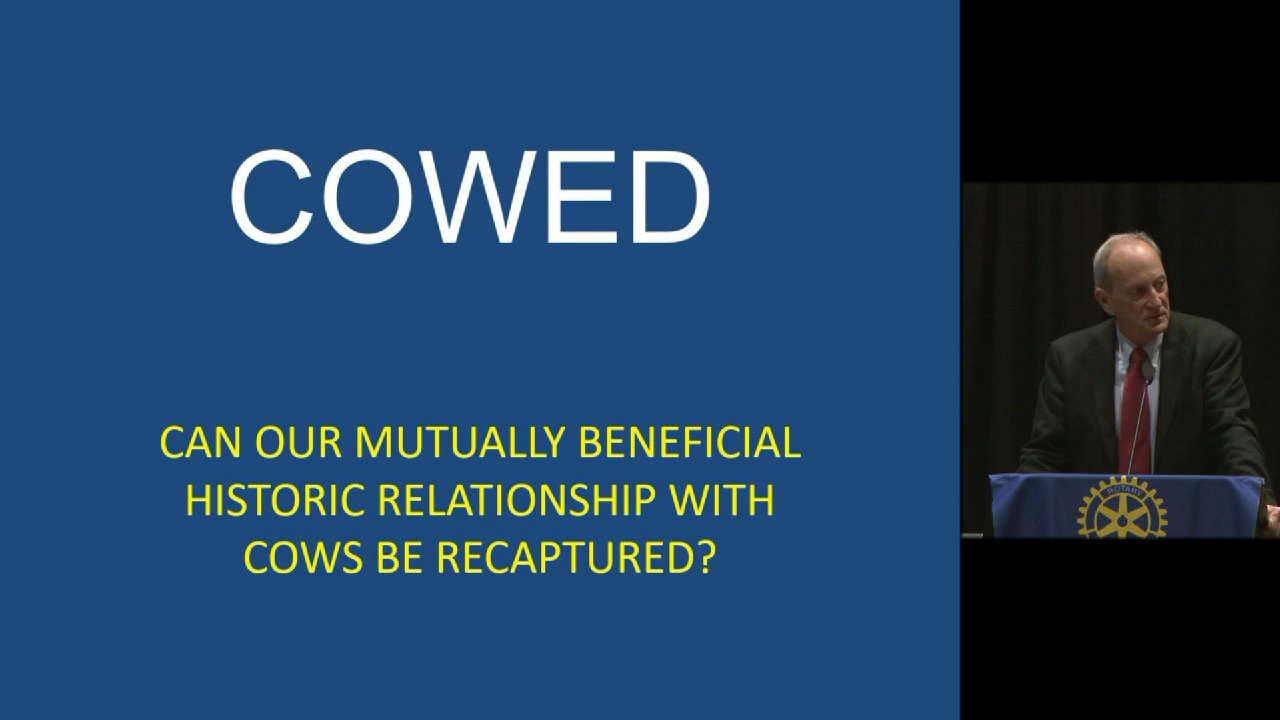 COWED
CAN OUR MUTUALLY BENEFICIAL
HISTORIC RELATIONSHIP WITH
COWS BE RECAPTURED?
ROTARY